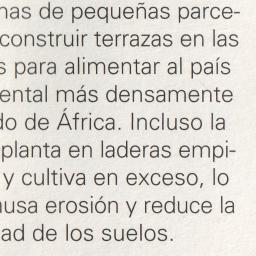 nas de pequeñas parce-
construir terrazas en las
s para alimentar al país
ental más densamente
do de África. Incluso la
planta en laderas empi-
y cultiva en exceso, lo
ausa erosión y reduce la
ad de los suelos.